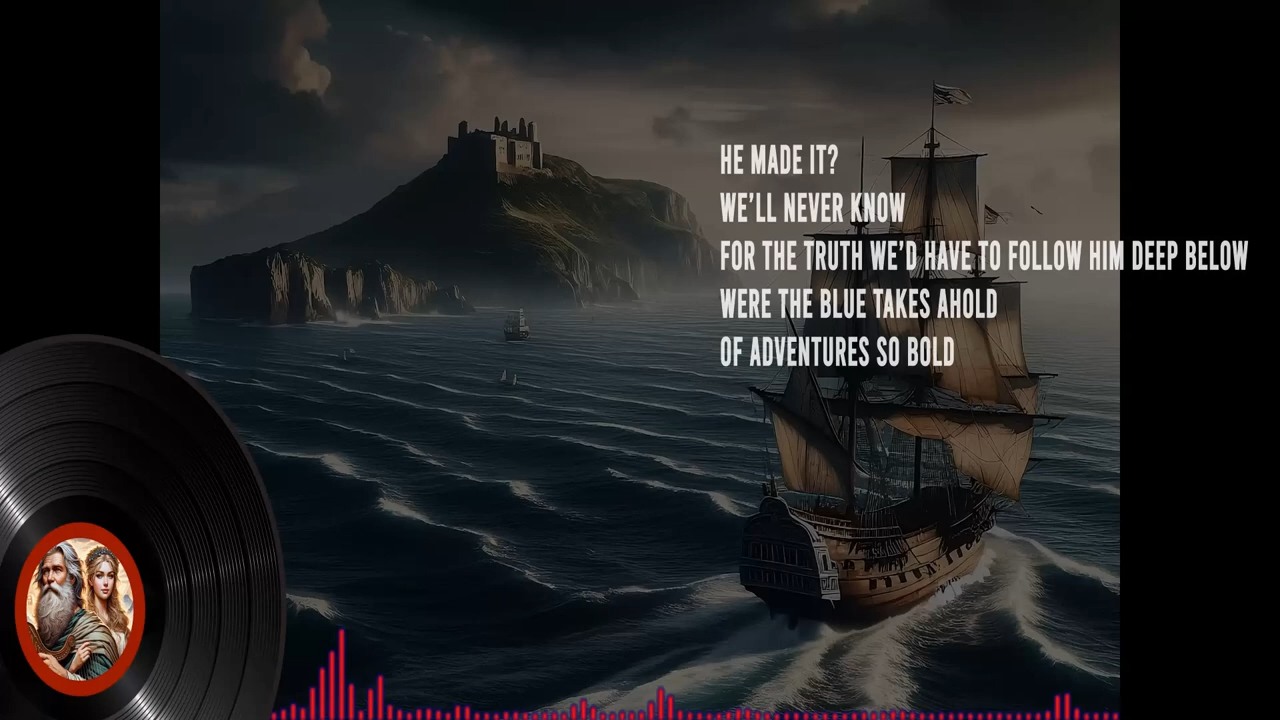 HE MADE IT?
WE'LL NEVER KNOW
FOR THE TRUTH WE'D HAVE TO FOLLOW HIM DEEP BELOW
WERE THE BLUE TAKES AHOLD
OF ADVENTURES SO BOLD